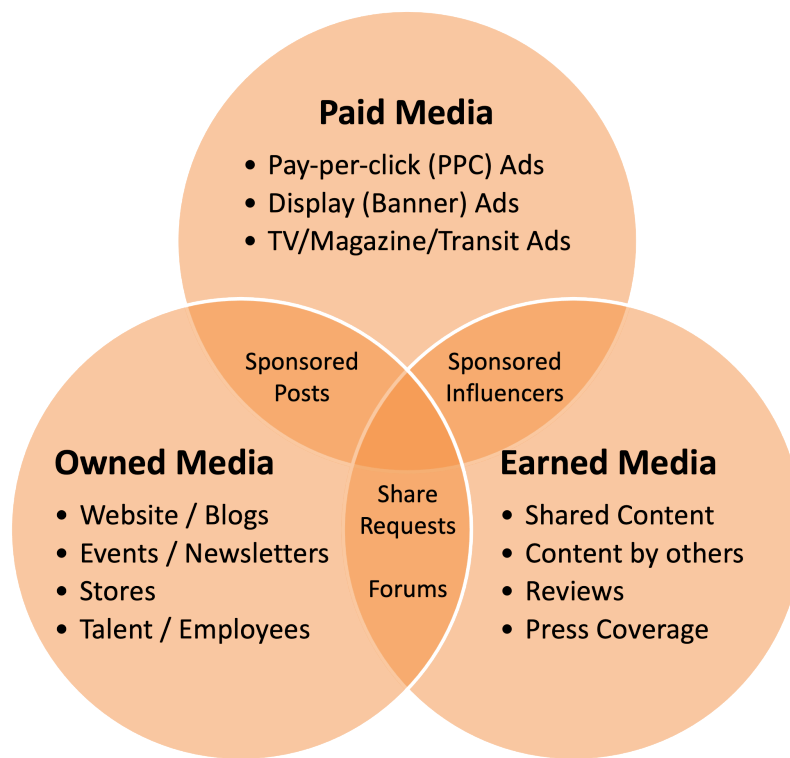 Paid Media
• Pay-per-click (PPC) Ads
• Display (Banner) Ads
• TV/Magazine/Transit Ads
Sponsored
Posts
Sponsored
Influencers
Owned Media
• Website / Blogs
• Events / Newsletters
• Stores
• Talent / Employees
Share
Requests
Forums
Earned Media
• Shared Content
• Content by others
• Reviews
• Press Coverage